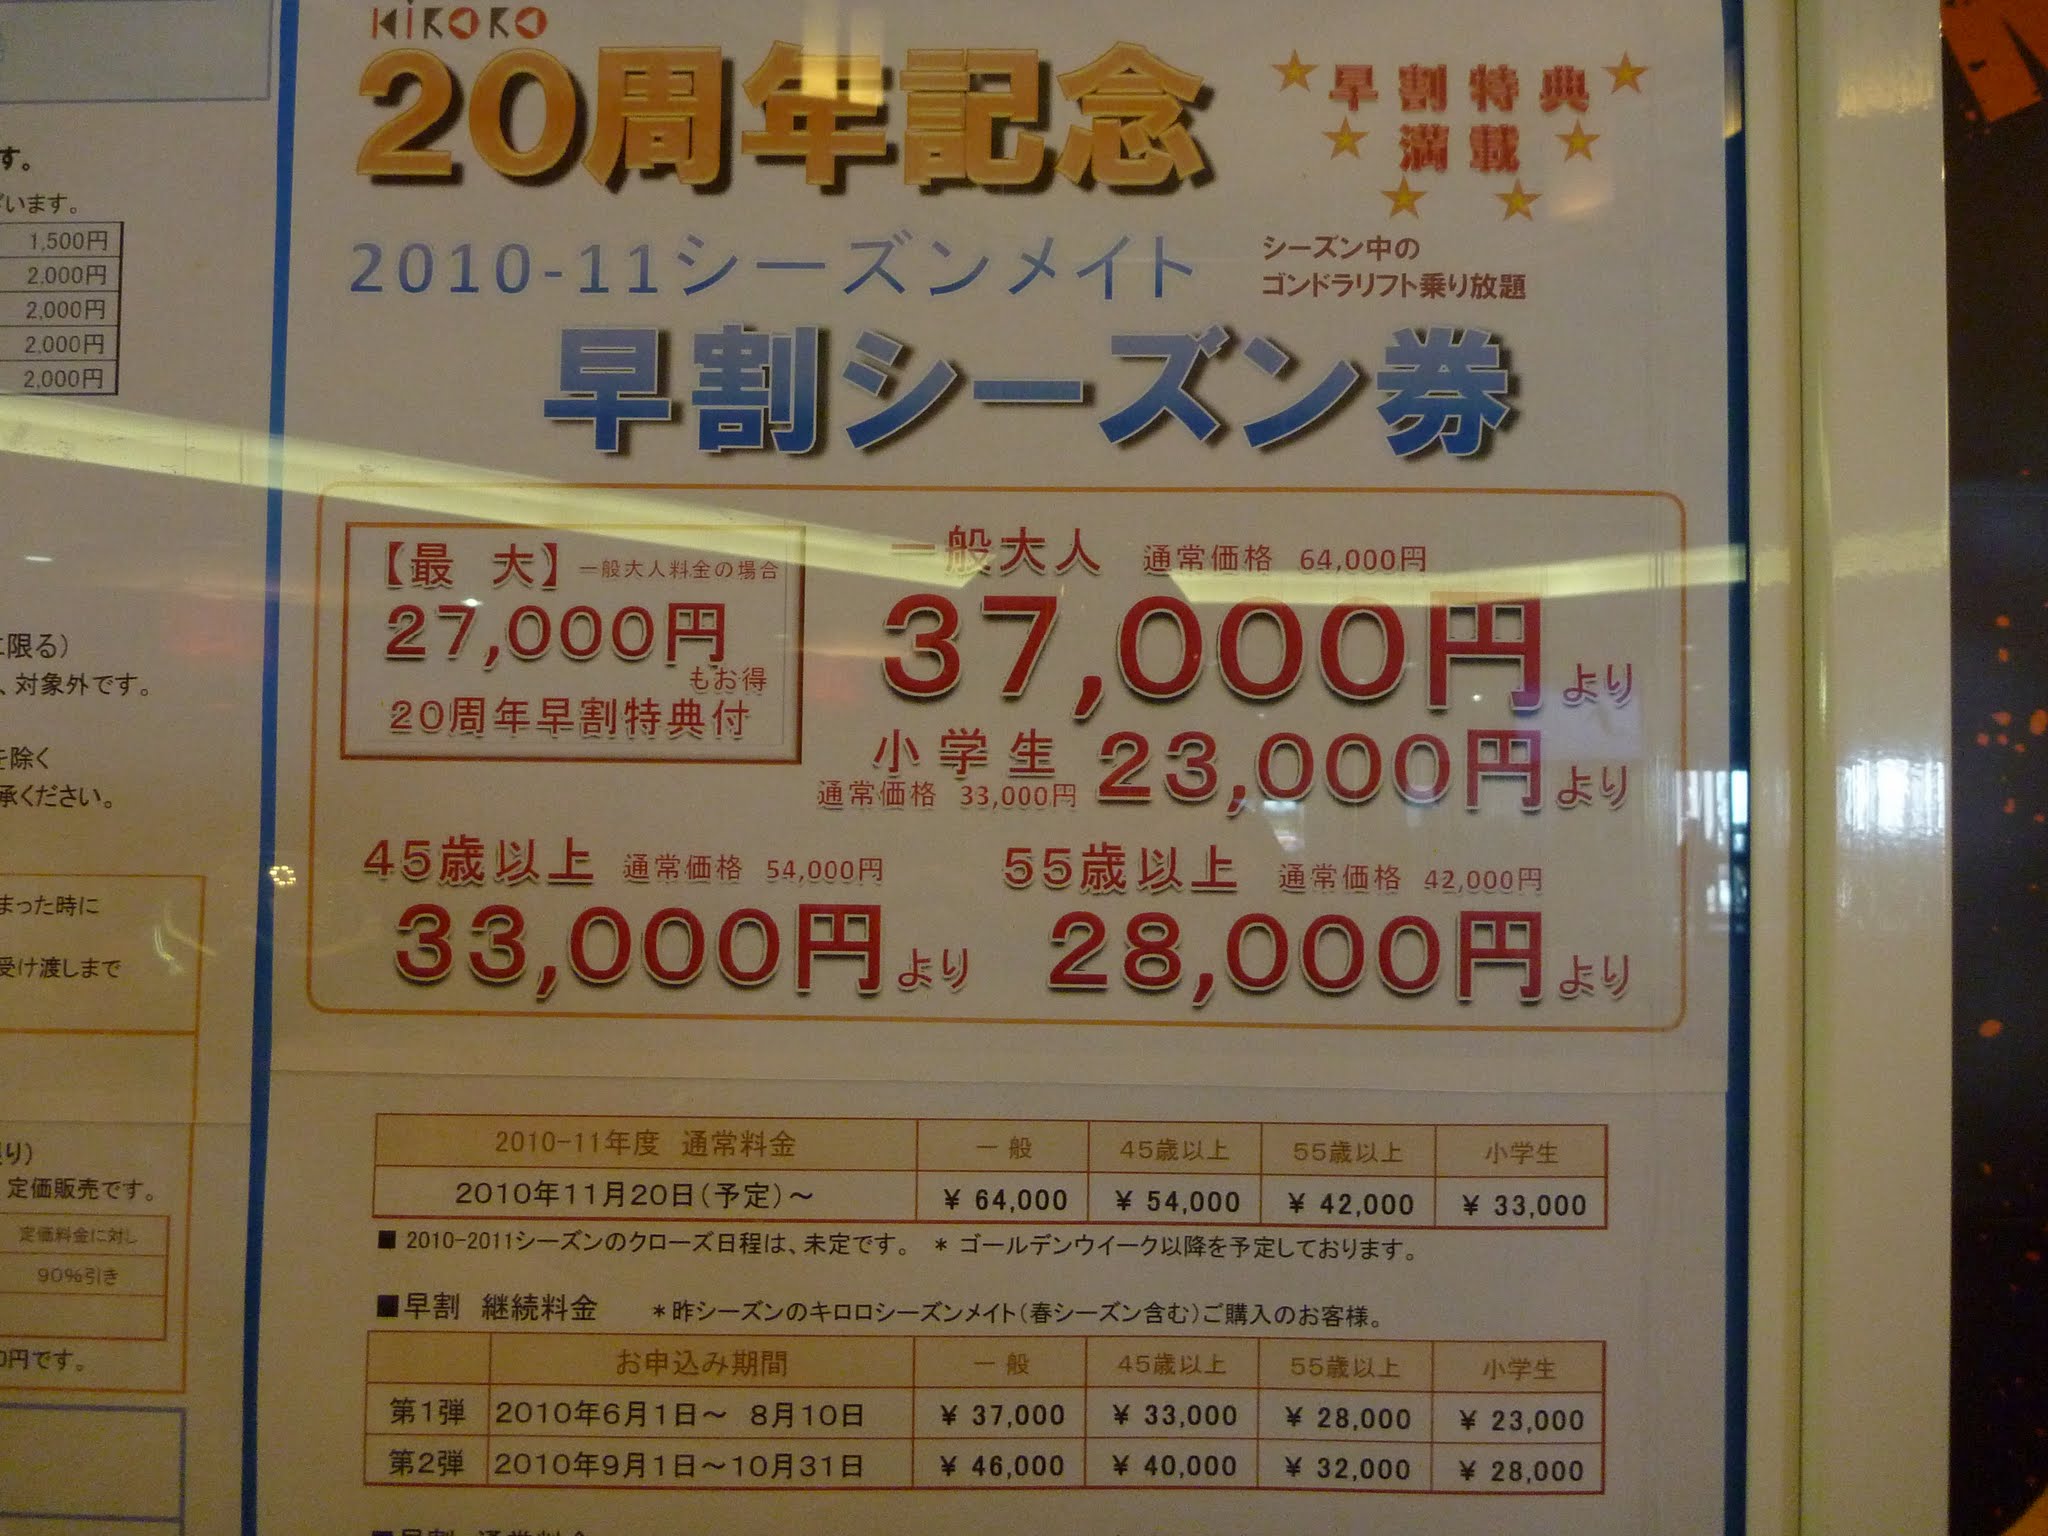 す。
ざいます。
1,500円
2,000円
2,000円
2,000円
2,000円
に限る)
、対象外です。
を除く
承ください。
まった時に
受け渡しまで
限り)
定価販売です。
定価料金に対し
90%引き
0円です。
KiRORO
20周年記念
★早割特典★
★満載★
★ ★
2010-11シーズンメイト
シーズン中の
ゴンドラリフト乗り放題
早割シーズン券
【最 大】一般大人料金の場合
27,000円
もお得
20周年早割特典付
一般大人 通常価格 64,000円
37,000円より
小学生 23,000円より
通常価格 33,000円
45歳以上 通常価格 54,000円
33,000円より
55歳以上 通常価格 42,000円
28,000円より
2010-11年度 通常料金 一般 45歳以上 55歳以上 小学生
2010年11月20日(予定)~ ¥ 64,000 ¥ 54,000 ¥ 42,000 ¥ 33,000
■ 2010-2011シーズンのクローズ日程は、未定です。 * ゴールデンウイーク以降を予定しております。
■早割 継続料金 *昨シーズンのキロロシーズンメイト(春シーズン含む)ご購入のお客様。
お申込み期間 一般 45歳以上 55歳以上 小学生
第1弾 2010年6月1日~ 8月10日 ¥ 37,000 ¥ 33,000 ¥ 28,000 ¥ 23,000
第2弾 2010年9月1日~10月31日 ¥ 46,000 ¥ 40,000 ¥ 32,000 ¥ 28,000
■早割 通常料金